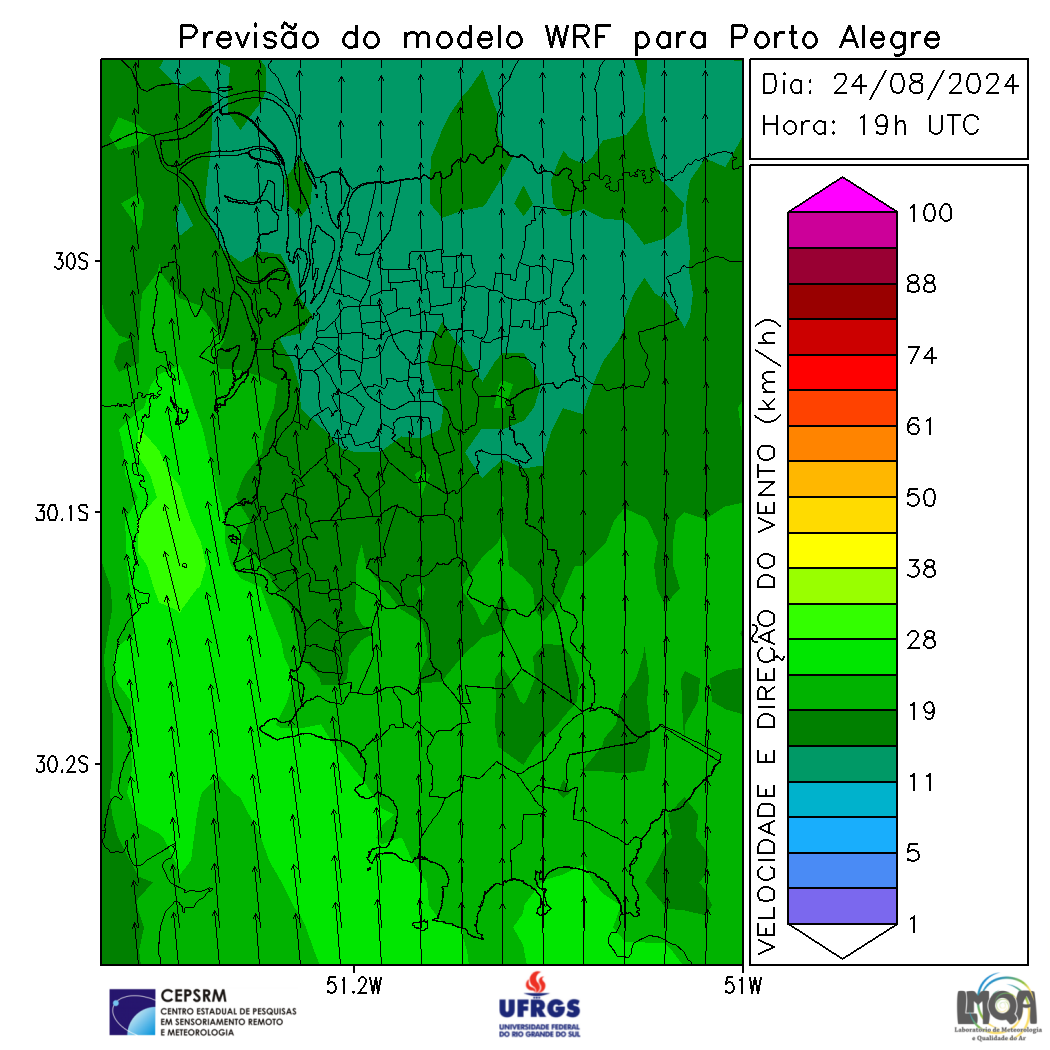 Previsão do modelo WRF para Porto Alegre
Dia: 24/08/2024
Hora: 19h UTC
30S
30.1S
30.2S
51.2W
51W
VELOCIDADE E DIREÇÃO DO VENTO (km/h)
100
88
74
61
50
38
28
19
11
5
1
CEPSRM
CENTRO ESTADUAL DE PESQUISAS
EM SENSORIAMENTO REMOTO
E METEOROLOGIA
UFRGS
UNIVERSIDADE FEDERAL
DO RIO GRANDE DO SUL
LMQA
Laboratório de Meteorologia
e Qualidade do Ar